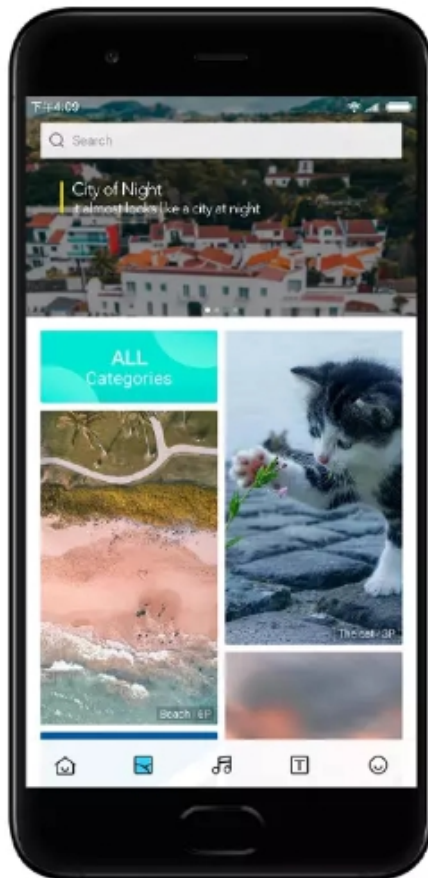 下午4:09
Search
City of Night
it almost looks like a city at night
ALL
Categories
The cat | 3P
Beach | 6P
T